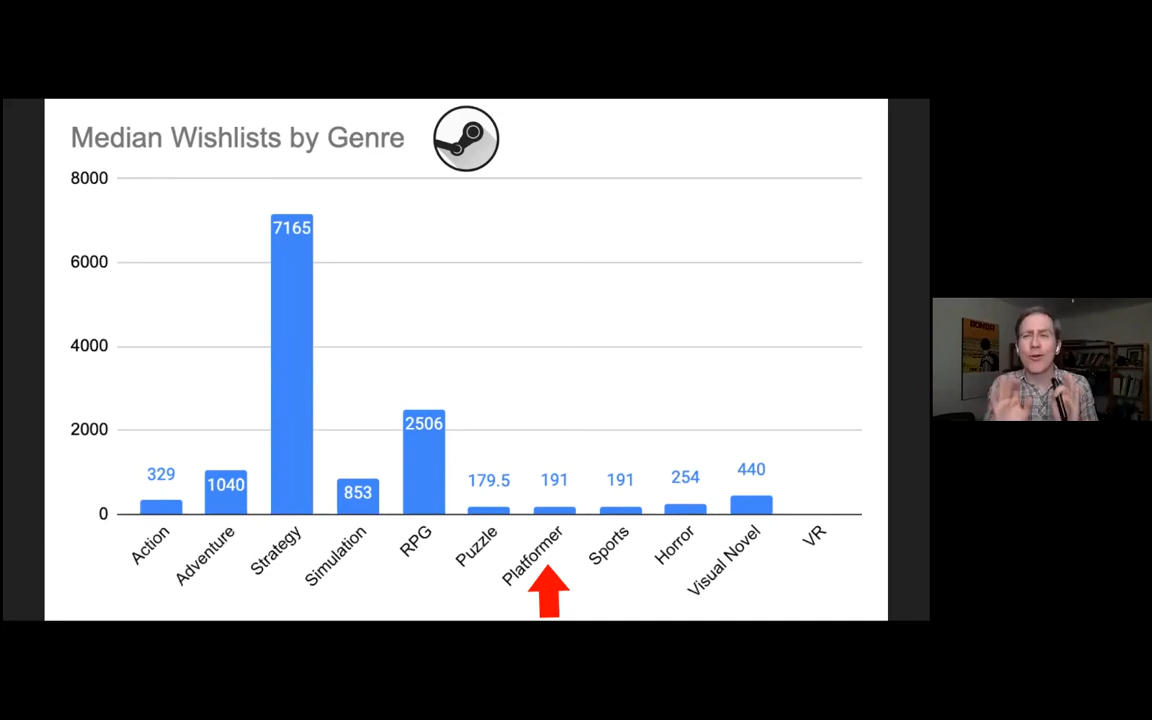 Median Wishlists by Genre
8000
6000
4000
2000
0
329
1040
7165
853
2506
179.5
191
191
254
440
Action
Adventure
Strategy
Simulation
RPG
Puzzle
Platformer
Sports
Horror
Visual Novel
VR